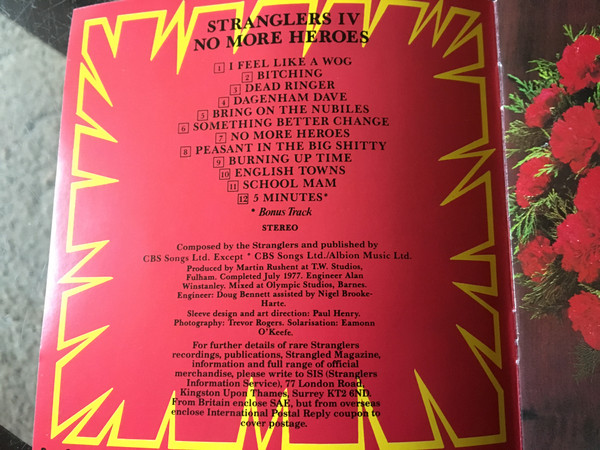 STRANGLERS IV
NO MORE HEROES
1 I FEEL LIKE A WOG
2 BITCHING
3 DEAD RINGER
4 DAGENHAM DAVE
5 BRING ON THE NUBILES
6 SOMETHING BETTER CHANGE
7 NO MORE HEROES
8 PEASANT IN THE BIG SHITTY
9 BURNING UP TIME
10 ENGLISH TOWNS
11 SCHOOL MAM
12 5 MINUTES*
* Bonus Track
STEREO
Composed by the Stranglers and published by
CBS Songs Ltd. Except * CBS Songs Ltd./Albion Music Ltd.
Produced by Martin Rushent at T.W. Studios,
Fulham. Completed July 1977. Engineer Alan
Winstanley. Mixed at Olympic Studios, Barnes.
Engineer: Doug Bennett assisted by Nigel Brooke-
Harte.
Sleeve design and art direction: Paul Henry.
Photography: Trevor Rogers. Solarisation: Eamonn
O'Keefe.
For further details of rare Stranglers
recordings, publications, Strangled Magazine,
information and full range of official
merchandise, please write to SIS (Stranglers
Information Service), 77 London Road,
Kingston Upon Thames, Surrey KT2 6ND.
From Britain enclose SAE, but from overseas
enclose International Postal Reply coupon to
cover postage.